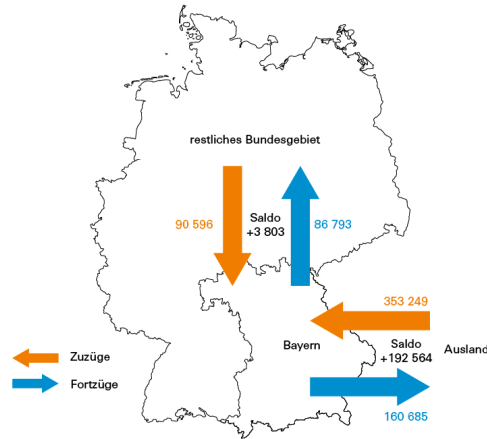 restliches Bundesgebiet
90 596
Saldo
+3 803
86 793
353 249
Bayern
Saldo
+192 564
Ausland
160 685
Zuzüge
Fortzüge